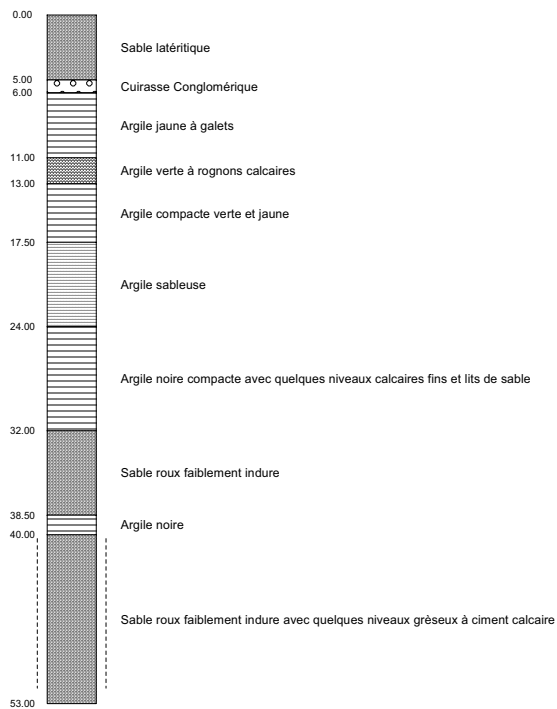 0.00
Sable latéritique
5.00
Cuirasse Conglomérique
6.00
Argile jaune à galets
11.00
Argile verte à rognons calcaires
13.00
Argile compacte verte et jaune
17.50
Argile sableuse
24.00
Argile noire compacte avec quelques niveaux calcaires fins et lits de sable
32.00
Sable roux faiblement indure
38.50
Argile noire
40.00
Sable roux faiblement indure avec quelques niveaux grèseux à ciment calcaire
53.00